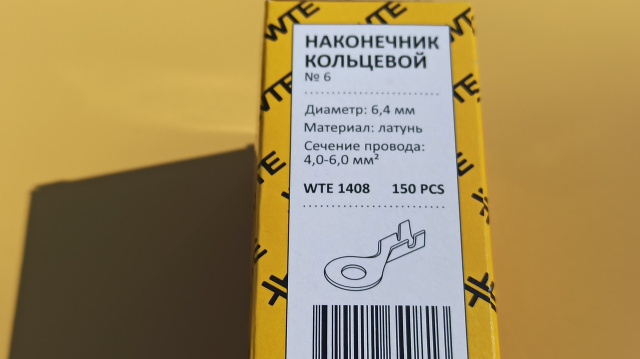 WTE
НАКОНЕЧНИК
КОЛЬЦЕВОЙ
№ 6
Диаметр: 6,4 мм
Материал: латунь
Сечение провода:
4,0-6,0 мм²
WTE 1408 150 PCS